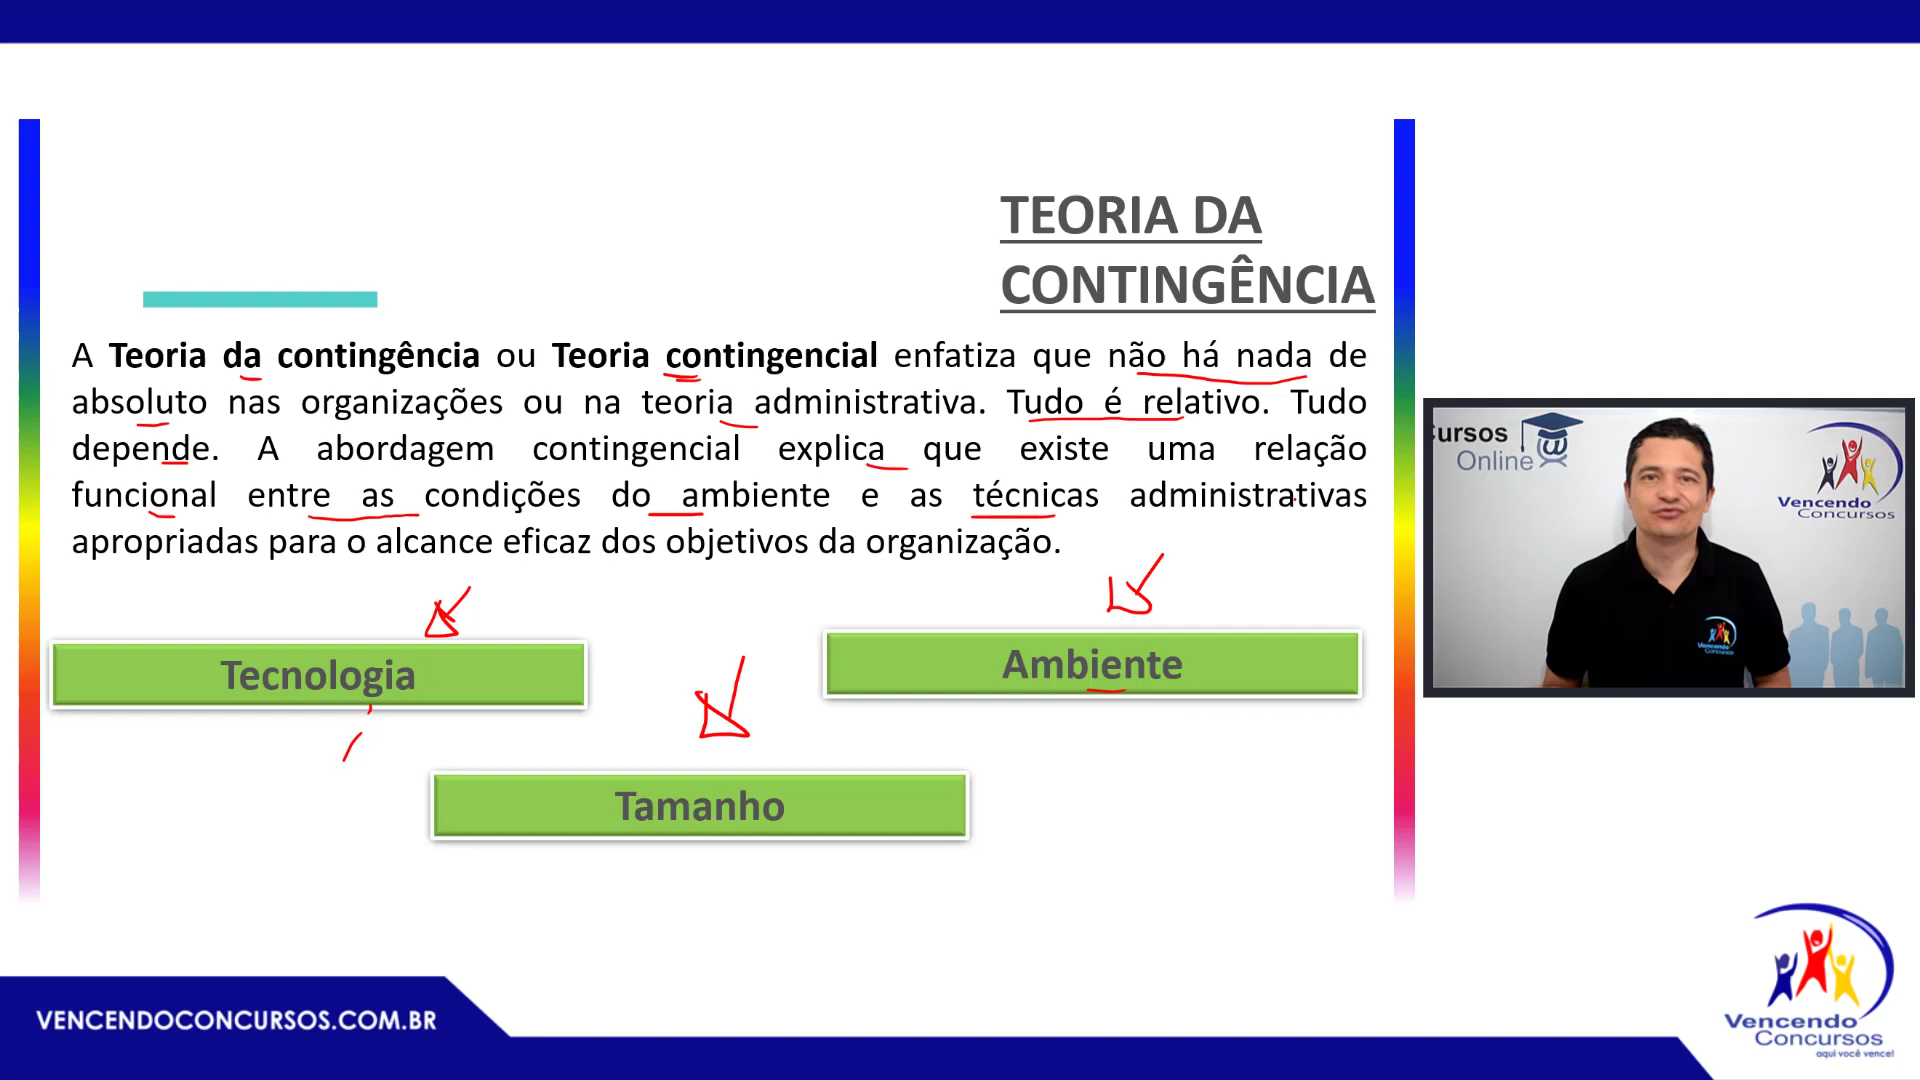 TEORIA DA
CONTINGÊNCIA
A Teoria da contingência ou Teoria contingencial enfatiza que não há nada de
absoluto nas organizações ou na teoria administrativa. Tudo é relativo. Tudo
depende. A abordagem contingencial explica que existe uma relação
funcional entre as condições do ambiente e as técnicas administrativas
apropriadas para o alcance eficaz dos objetivos da organização.
Tecnologia
Ambiente
Tamanho
ursos
Online
Vencendo
Concursos
VENCENDOCONCURSOS.COM.BR
Vencendo
Concursos
aqui você vence!